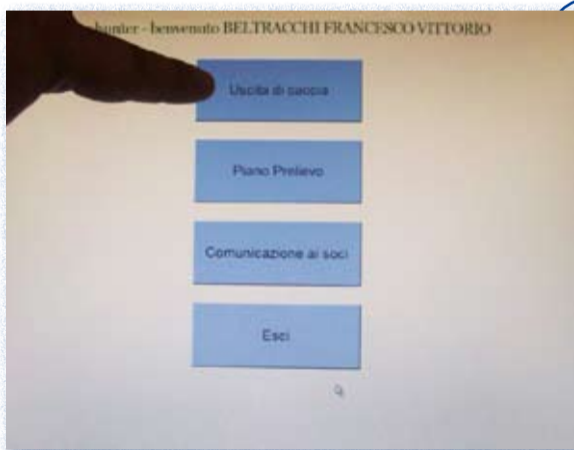 hunter - benvenuto BELTRACCHI FRANCESCO VITTORIO
Uscita di caccia
Piano Prelievo
Comunicazione ai soci
Esci